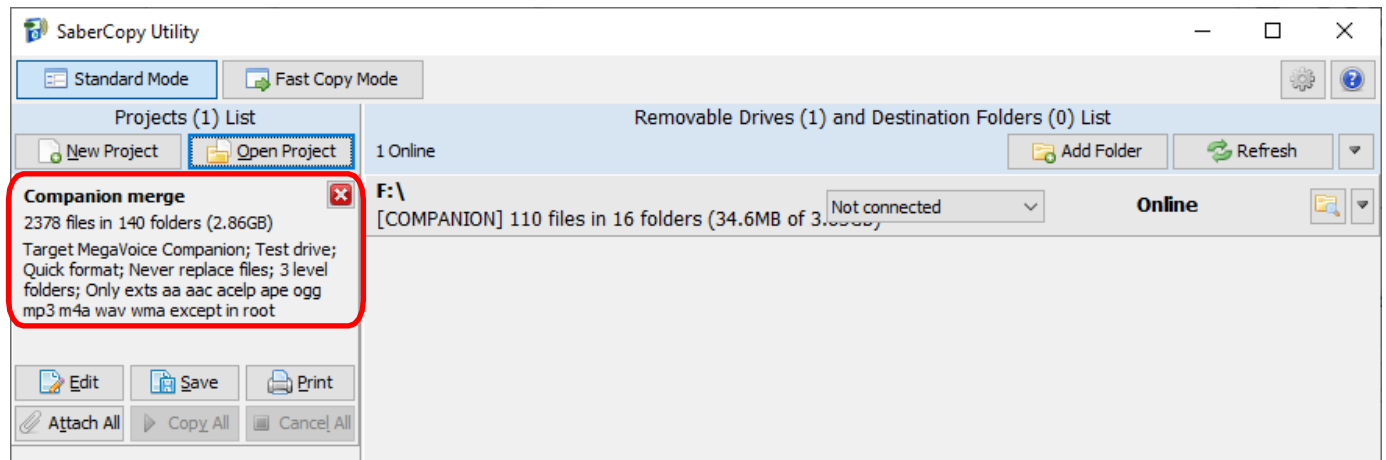 SaberCopy Utility
Standard Mode
Fast Copy Mode
Projects (1) List
Removable Drives (1) and Destination Folders (0) List
New Project
Open Project
1 Online
Add Folder
Refresh
Companion merge
2378 files in 140 folders (2.86GB)
Target MegaVoice Companion; Test drive;
Quick format; Never replace files; 3 level
folders; Only exts aa aac acelp ape ogg
mp3 m4a wav wma except in root
F:\
[COMPANION] 110 files in 16 folders (34.6MB of
Not connected
Online
Edit
Save
Print
Attach All
Copy All
Cancel All